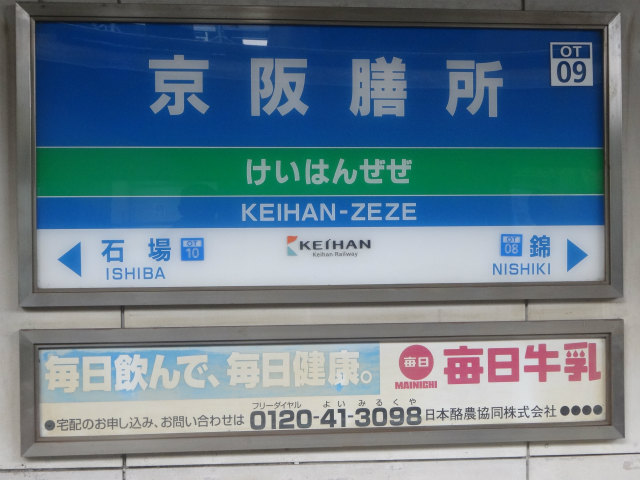 京阪膳所
OT
09
けいはんぜぜ
KEIHAN-ZEZE
石場
OT
10
ISHIBA
KEIHAN
Keihan Railway
OT
08
錦
NISHIKI
毎日飲んで、毎日健康。
毎日
MAINICHI
毎日牛乳
●宅配のお申し込み、お問い合わせは
フリーダイヤル よいみるくや
0120-41-3098
日本酪農協同株式会社 ●●●●